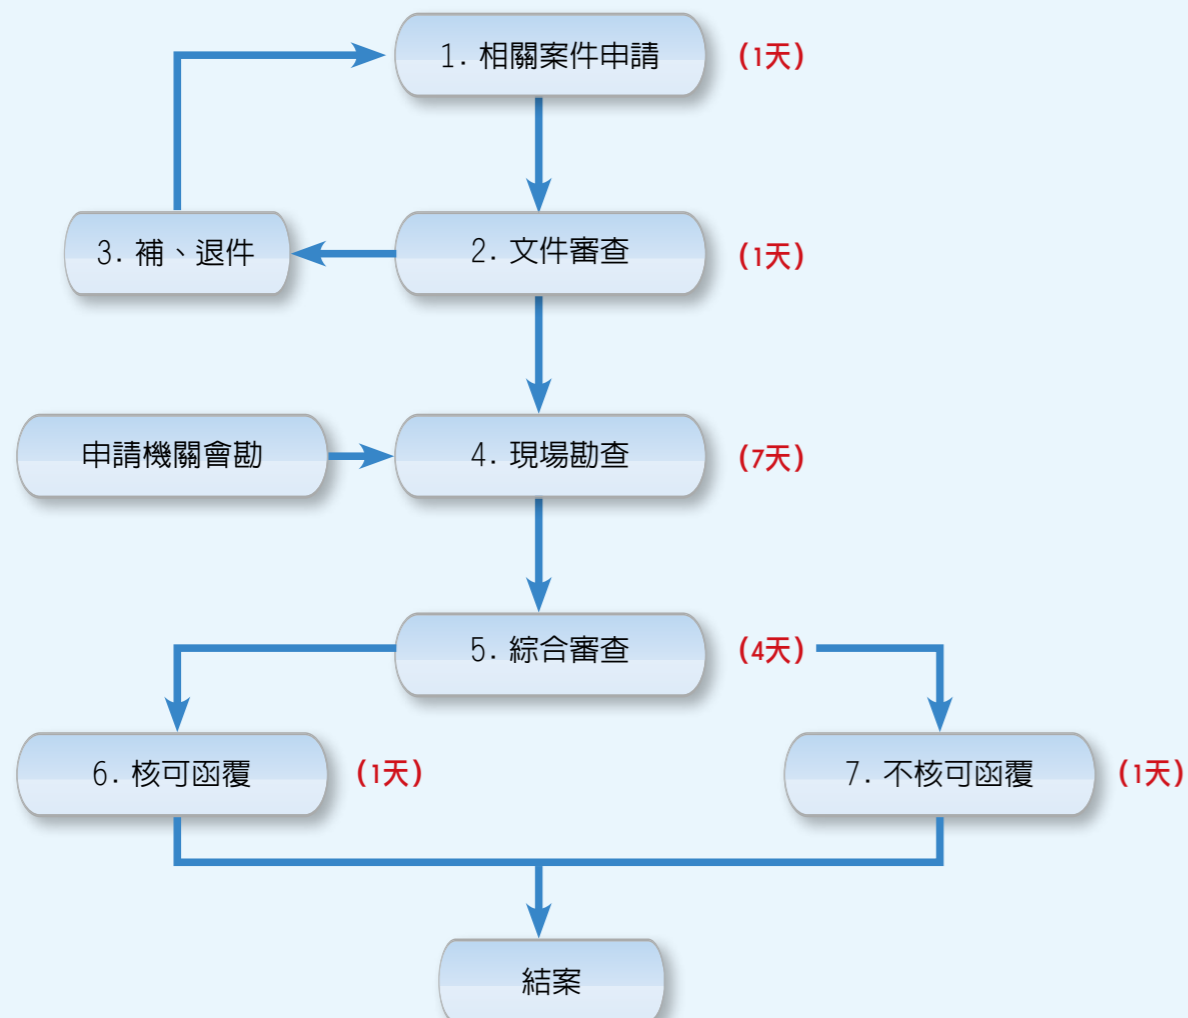 1. 相關案件申請 (1天)
3. 補、退件
2. 文件審查 (1天)
申請機關會勘
4. 現場勘查 (7天)
5. 綜合審查 (4天)
6. 核可函覆 (1天)
7. 不核可函覆 (1天)
結案